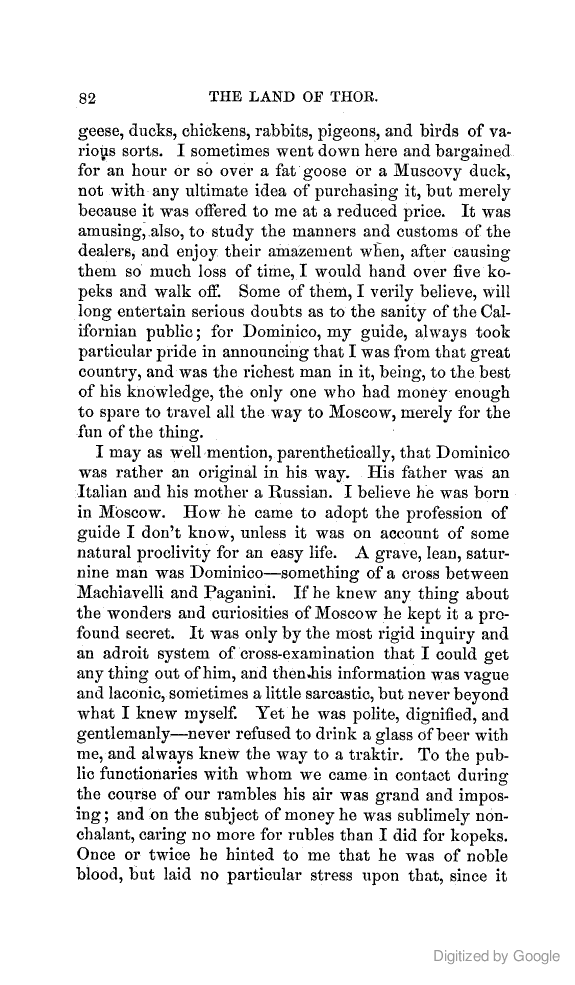 82
THE LAND OF THOR.
geese, ducks, chickens, rabbits, pigeons, and birds of va-
rious sorts. I sometimes went down here and bargained
for an hour or so over a fat goose or a Muscovy duck,
not with any ultimate idea of purchasing it, but merely
because it was offered to me at a reduced price. It was
amusing, also, to study the manners and customs of the
dealers, and enjoy their amazement when, after causing
them so much loss of time, I would hand over five ko-
peks and walk off. Some of them, I verily believe, will
long entertain serious doubts as to the sanity of the Cal-
ifornian public; for Dominico, my guide, always took
particular pride in announcing that I was from that great
country, and was the richest man in it, being, to the best
of his knowledge, the only one who had money enough
to spare to travel all the way to Moscow, merely for the
fun of the thing.
I may as well mention, parenthetically, that Dominico
was rather an original in his way. His father was an
Italian and his mother a Russian. I believe he was born
in Moscow. How he came to adopt the profession of
guide I don't know, unless it was on account of some
natural proclivity for an easy life. A grave, lean, satur-
nine man was Dominico—something of a cross between
Machiavelli and Paganini. If he knew any thing about
the wonders and curiosities of Moscow he kept it a pro-
found secret. It was only by the most rigid inquiry and
an adroit system of cross-examination that I could get
any thing out of him, and then his information was vague
and laconic, sometimes a little sarcastic, but never beyond
what I knew myself. Yet he was polite, dignified, and
gentlemanly—never refused to drink a glass of beer with
me, and always knew the way to a traktir. To the pub-
lic functionaries with whom we came in contact during
the course of our rambles his air was grand and impos-
ing; and on the subject of money he was sublimely non-
chalant, caring no more for rubles than I did for kopeks.
Once or twice he hinted to me that he was of noble
blood, but laid no particular stress upon that, since it
Digitized by Google